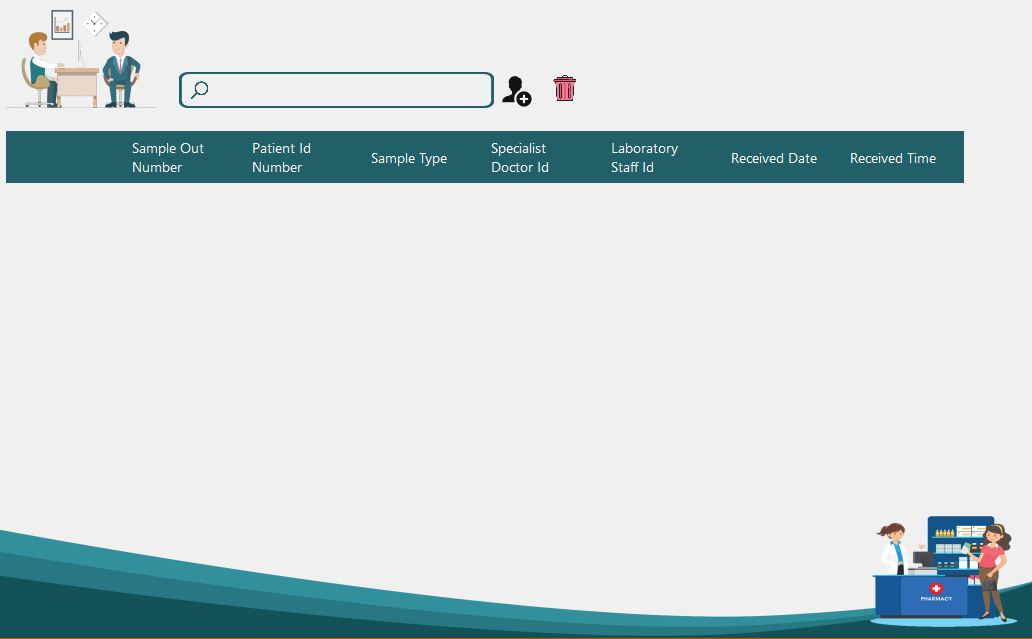 Sample Out
Number
Patient Id
Number
Sample Type
Specialist
Doctor Id
Laboratory
Staff Id
Received Date
Received Time
PHARMACY